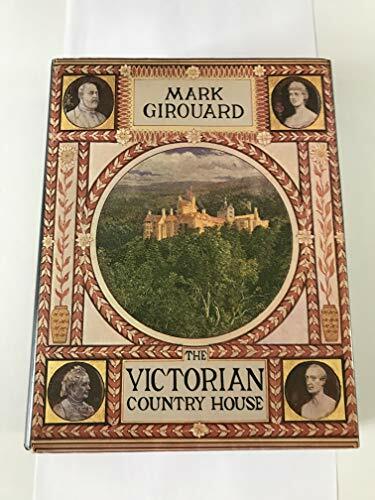 MARK
GIROUARD
THE
VICTORIAN
COUNTRY HOUSE